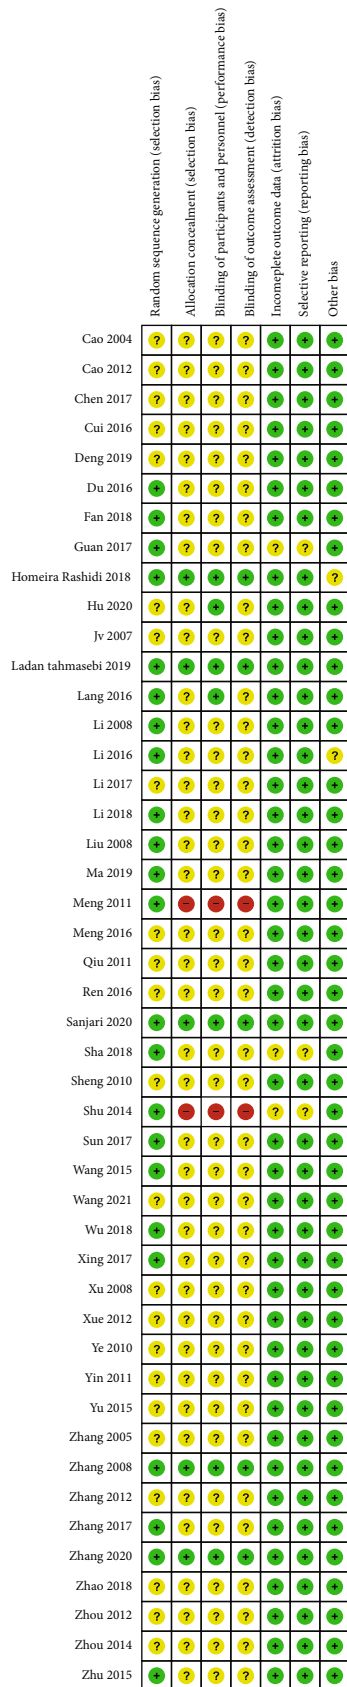 Random sequence generation (selection bias)
Allocation concealment (selection bias)
Blinding of participants and personnel (performance bias)
Blinding of outcome assessment (detection bias)
Incomeplete outcome data (attrition bias)
Selective reporting (reporting bias)
Other bias
Cao 2004 ? ? ? ? + + +
Cao 2012 ? ? ? ? + + +
Chen 2017 ? ? ? ? + + +
Cui 2016 ? ? ? ? + + +
Deng 2019 ? ? ? ? + + +
Du 2016 + ? ? ? + + +
Fan 2018 + ? ? ? + + +
Guan 2017 + ? ? ? ? ? +
Homeira Rashidi 2018 + + + + + + ?
Hu 2020 ? ? + ? + + +
Jv 2007 ? ? ? ? + + +
Ladan tahmasebi 2019 + + + + + + +
Lang 2016 + ? + ? + + +
Li 2008 + ? ? ? + + +
Li 2016 + ? ? ? + + ?
Li 2017 ? ? ? ? + + +
Li 2018 + ? ? ? + + +
Liu 2008 + ? ? ? + + +
Ma 2019 + ? ? ? + + +
Meng 2011 + − − − + + +
Meng 2016 ? ? ? ? + + +
Qiu 2011 ? ? ? ? + + +
Ren 2016 ? ? ? ? + + +
Sanjari 2020 + + + + + + +
Sha 2018 + ? ? ? ? ? +
Sheng 2010 ? ? ? ? + + +
Shu 2014 + − − − ? ? +
Sun 2017 + ? ? ? + + +
Wang 2015 + ? ? ? + + +
Wang 2021 ? ? ? ? + + +
Wu 2018 + ? ? ? + + +
Xing 2017 + ? ? ? + + +
Xu 2008 ? ? ? ? + + +
Xue 2012 ? ? ? ? + + +
Ye 2010 ? ? ? ? + + +
Yin 2011 ? ? ? ? + + +
Yu 2015 ? ? ? ? + + +
Zhang 2005 ? ? ? ? + + +
Zhang 2008 + + + + + + +
Zhang 2012 ? ? ? ? + + +
Zhang 2017 + ? ? ? + + +
Zhang 2020 + + + + + + +
Zhao 2018 ? ? ? ? + + +
Zhou 2012 ? ? ? ? + + +
Zhou 2014 ? ? ? ? + + +
Zhu 2015 + ? ? ? + + +